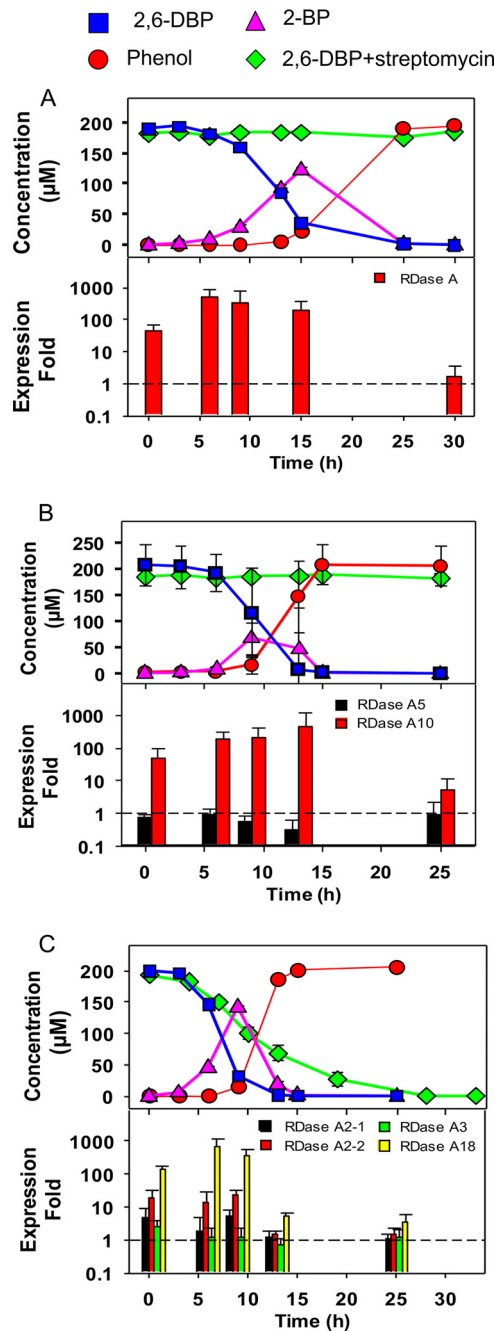 2,6-DBP 2-BP
Phenol 2,6-DBP+streptomycin
A
Concentration
(µM)
200
150
100
50
0
RDase A
Expression
Fold
1000
100
10
1
0.1
0 5 10 15 20 25 30
Time (h)
B
Concentration
(µM)
250
200
150
100
50
0
RDase A5
RDase A10
Expression
Fold
1000
100
10
1
0.1
0 5 10 15 20 25
Time (h)
C
Concentration
(µM)
200
150
100
50
0
RDase A2-1 RDase A3
RDase A2-2 RDase A18
Expression
Fold
1000
100
10
1
0.1
0 5 10 15 20 25 30
Time (h)